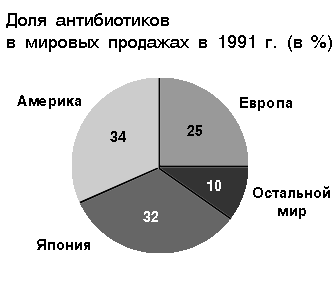 Доля антибиотиков
в мировых продажах в 1991 г. (в %)
Америка
Европа
34
25
10
Остальной
мир
32
Япония